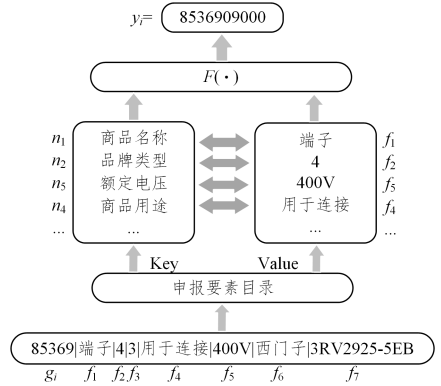 yᵢ= 8536909000
F(·)
n₁ 商品名称 端子 f₁
n₂ 品牌类型 4 f₂
n₅ 额定电压 400V f₅
n₄ 商品用途 用于连接 f₄
... ... ... ...
Key Value
申报要素目录
85369|端子|4|3|用于连接|400V|西门子|3RV2925-5EB
gᵢ f₁ f₂ f₃ f₄ f₅ f₆ f₇